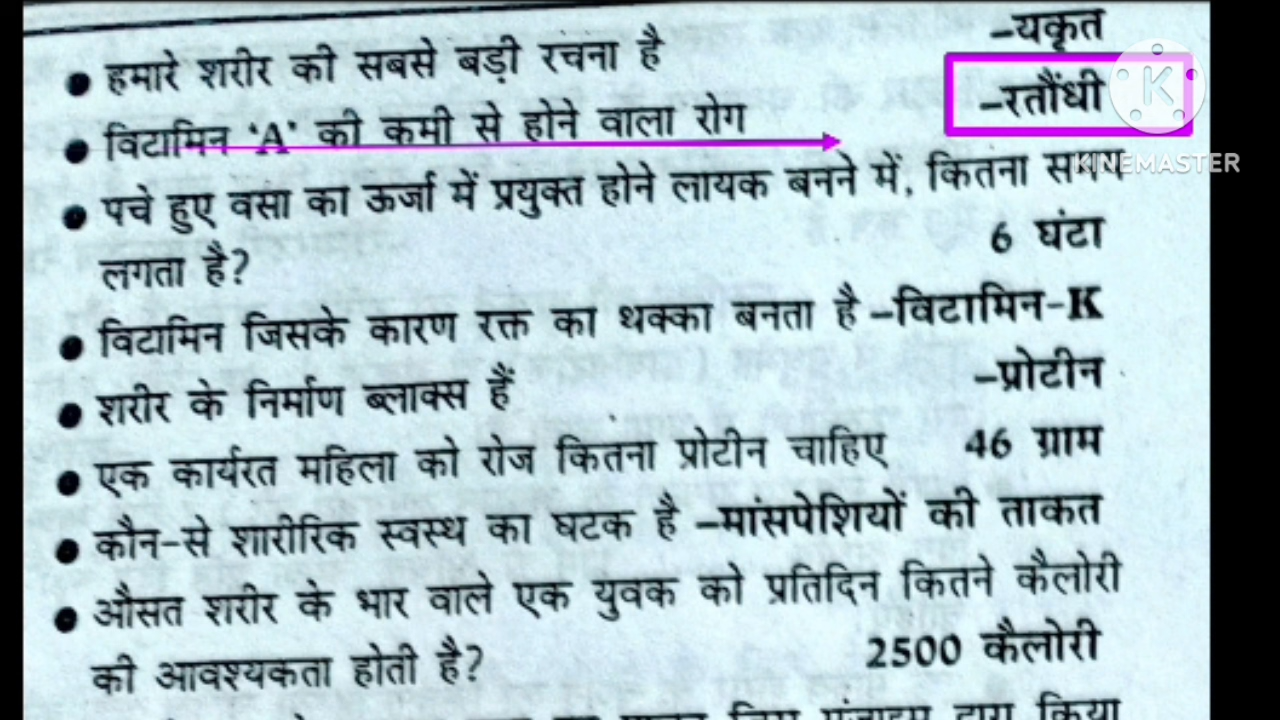 ● हमारे शरीर की सबसे बड़ी रचना है –यकृत
● विटामिन ‘A’ की कमी से होने वाला रोग –रतौंधी
K
KINEMASTER
● पचे हुए वसा का ऊर्जा में प्रयुक्त होने लायक बनने में, कितना समय
लगता है? 6 घंटा
● विटामिन जिसके कारण रक्त का थक्का बनता है –विटामिन-K
● शरीर के निर्माण ब्लाक्स हैं –प्रोटीन
● एक कार्यरत महिला को रोज कितना प्रोटीन चाहिए 46 ग्राम
● कौन-से शारीरिक स्वस्थ का घटक है –मांसपेशियों की ताकत
● औसत शरीर के भार वाले एक युवक को प्रतिदिन कितने कैलोरी
की आवश्यकता होती है? 2500 कैलोरी